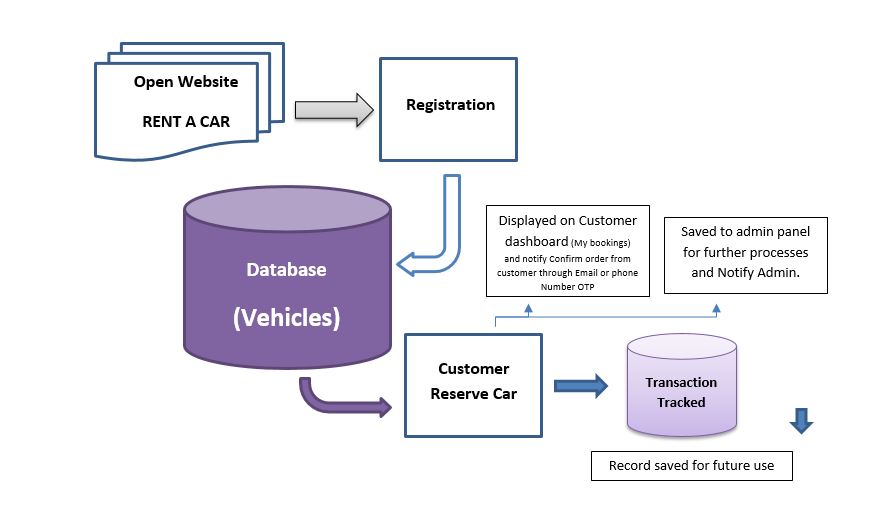 Open Website
RENT A CAR
Registration
Database
(Vehicles)
Displayed on Customer
dashboard (My bookings)
and notify Confirm order from
customer through Email or phone
Number OTP
Saved to admin panel
for further processes
and Notify Admin.
Customer
Reserve Car
Transaction
Tracked
Record saved for future use